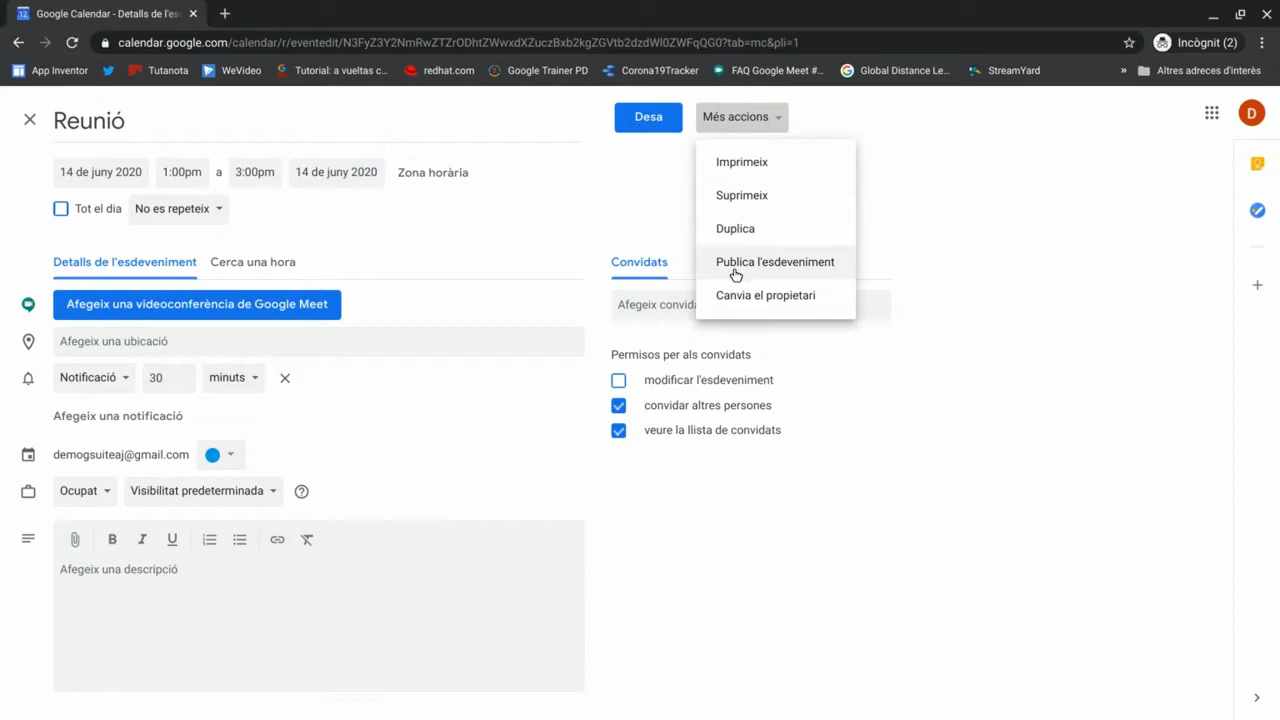 Google Calendar - Detalls de l'es
calendar.google.com/calendar/r/eventedit/N3FyZ3Y2NmRwZTZrODhtZWwxdXZuczBxb2kgZGVtb2dzdWl0ZWFqQG0?tab=mc&pli=1
Incògnit (2)
App Inventor
Tutanota
WeVideo
Tutorial: a vueltas c...
redhat.com
Google Trainer PD
Corona19Tracker
FAQ Google Meet #...
Global Distance Le...
StreamYard
»
Altres adreces d'interès
Reunió
Desa
Més accions
D
14 de juny 2020
1:00pm
a
3:00pm
14 de juny 2020
Zona horària
Tot el dia
No es repeteix
Imprimeix
Suprimeix
Duplica
Publica l'esdeveniment
Canvia el propietari
Detalls de l'esdeveniment
Cerca una hora
Convidats
Afegeix una videoconferència de Google Meet
Afegeix convida
Afegeix una ubicació
Permisos per als convidats
Notificació
30
minuts
modificar l'esdeveniment
convidar altres persones
veure la llista de convidats
Afegeix una notificació
demogsuiteaj@gmail.com
Ocupat
Visibilitat predeterminada
B I U
Afegeix una descripció